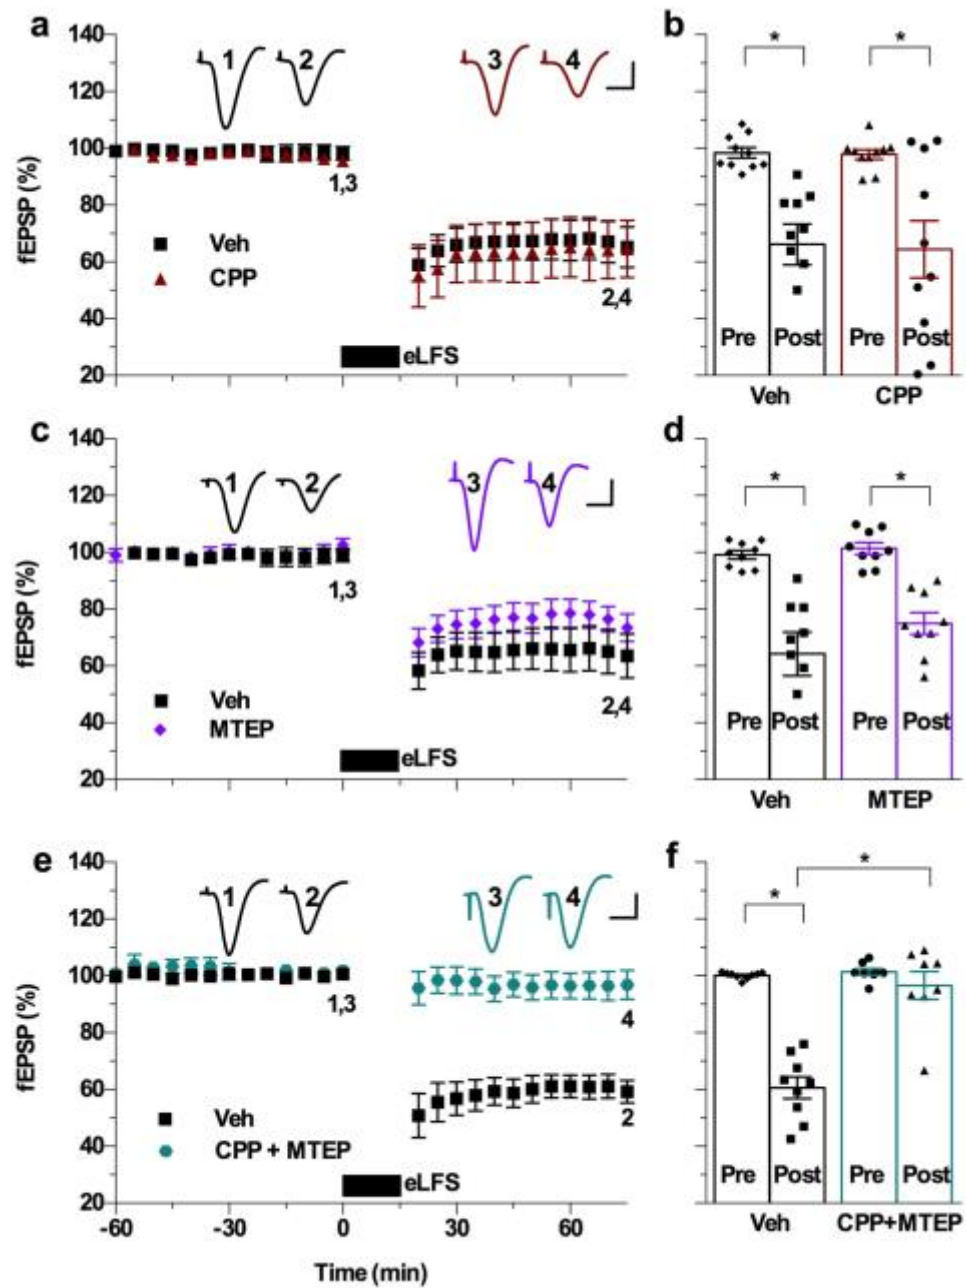 a
b
140
120
100
80
60
40
20
fEPSP (%)
1
2
3
4
1,3
Veh
CPP
2,4
eLFS
*
*
Pre
Post
Pre
Post
Veh
CPP
c
d
140
120
100
80
60
40
20
fEPSP (%)
1
2
3
4
1,3
Veh
MTEP
2,4
eLFS
*
*
Pre
Post
Pre
Post
Veh
MTEP
e
f
140
120
100
80
60
40
20
fEPSP (%)
1
2
3
4
1,3
4
2
Veh
CPP + MTEP
eLFS
-60
-30
0
30
60
Time (min)
*
*
Pre
Post
Pre
Post
Veh
CPP+MTEP